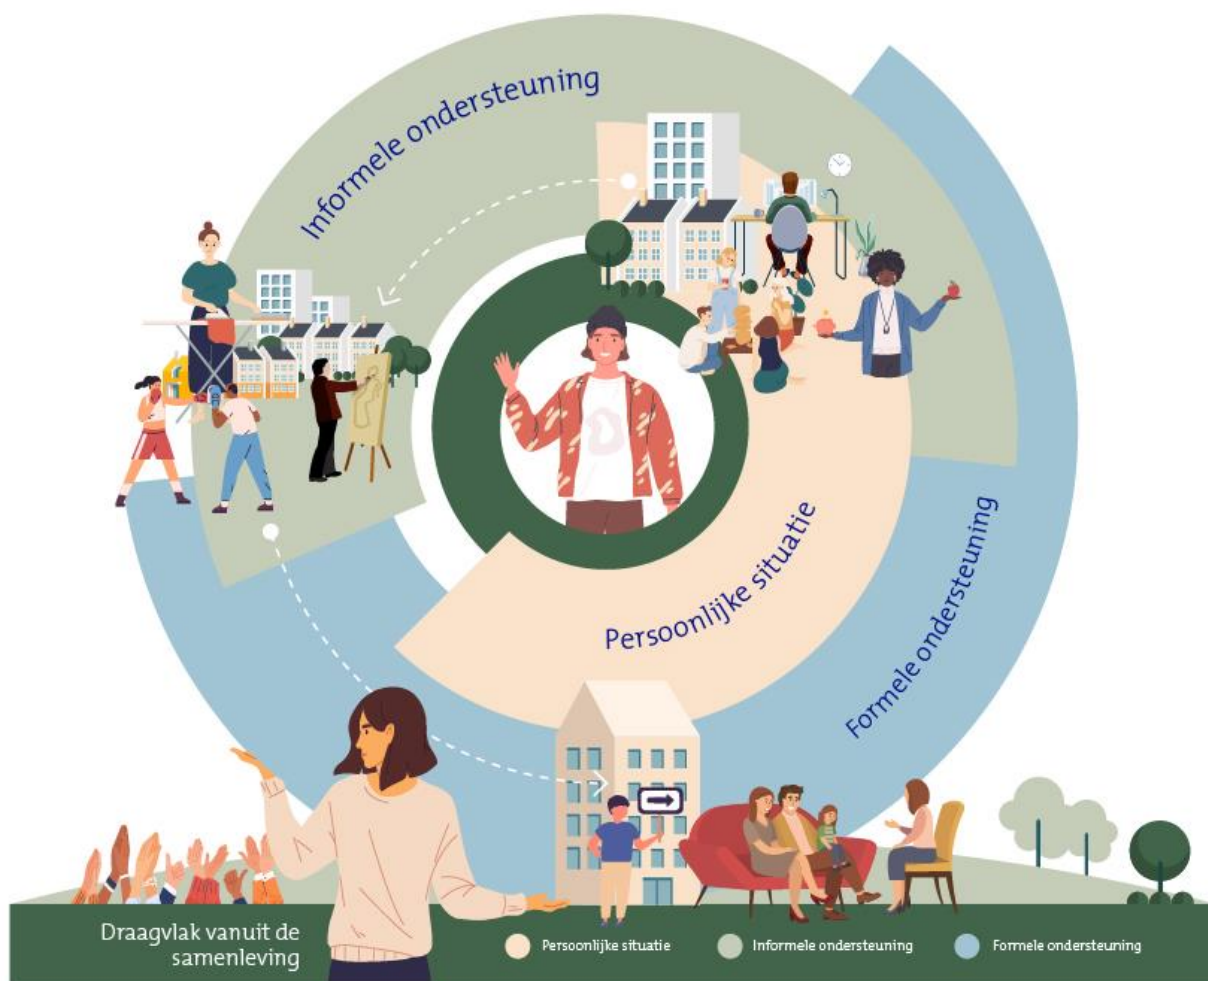 Informele ondersteuning
Persoonlijke situatie
Formele ondersteuning
Draagvlak vanuit de
samenleving
Persoonlijke situatie
Informele ondersteuning
Formele ondersteuning